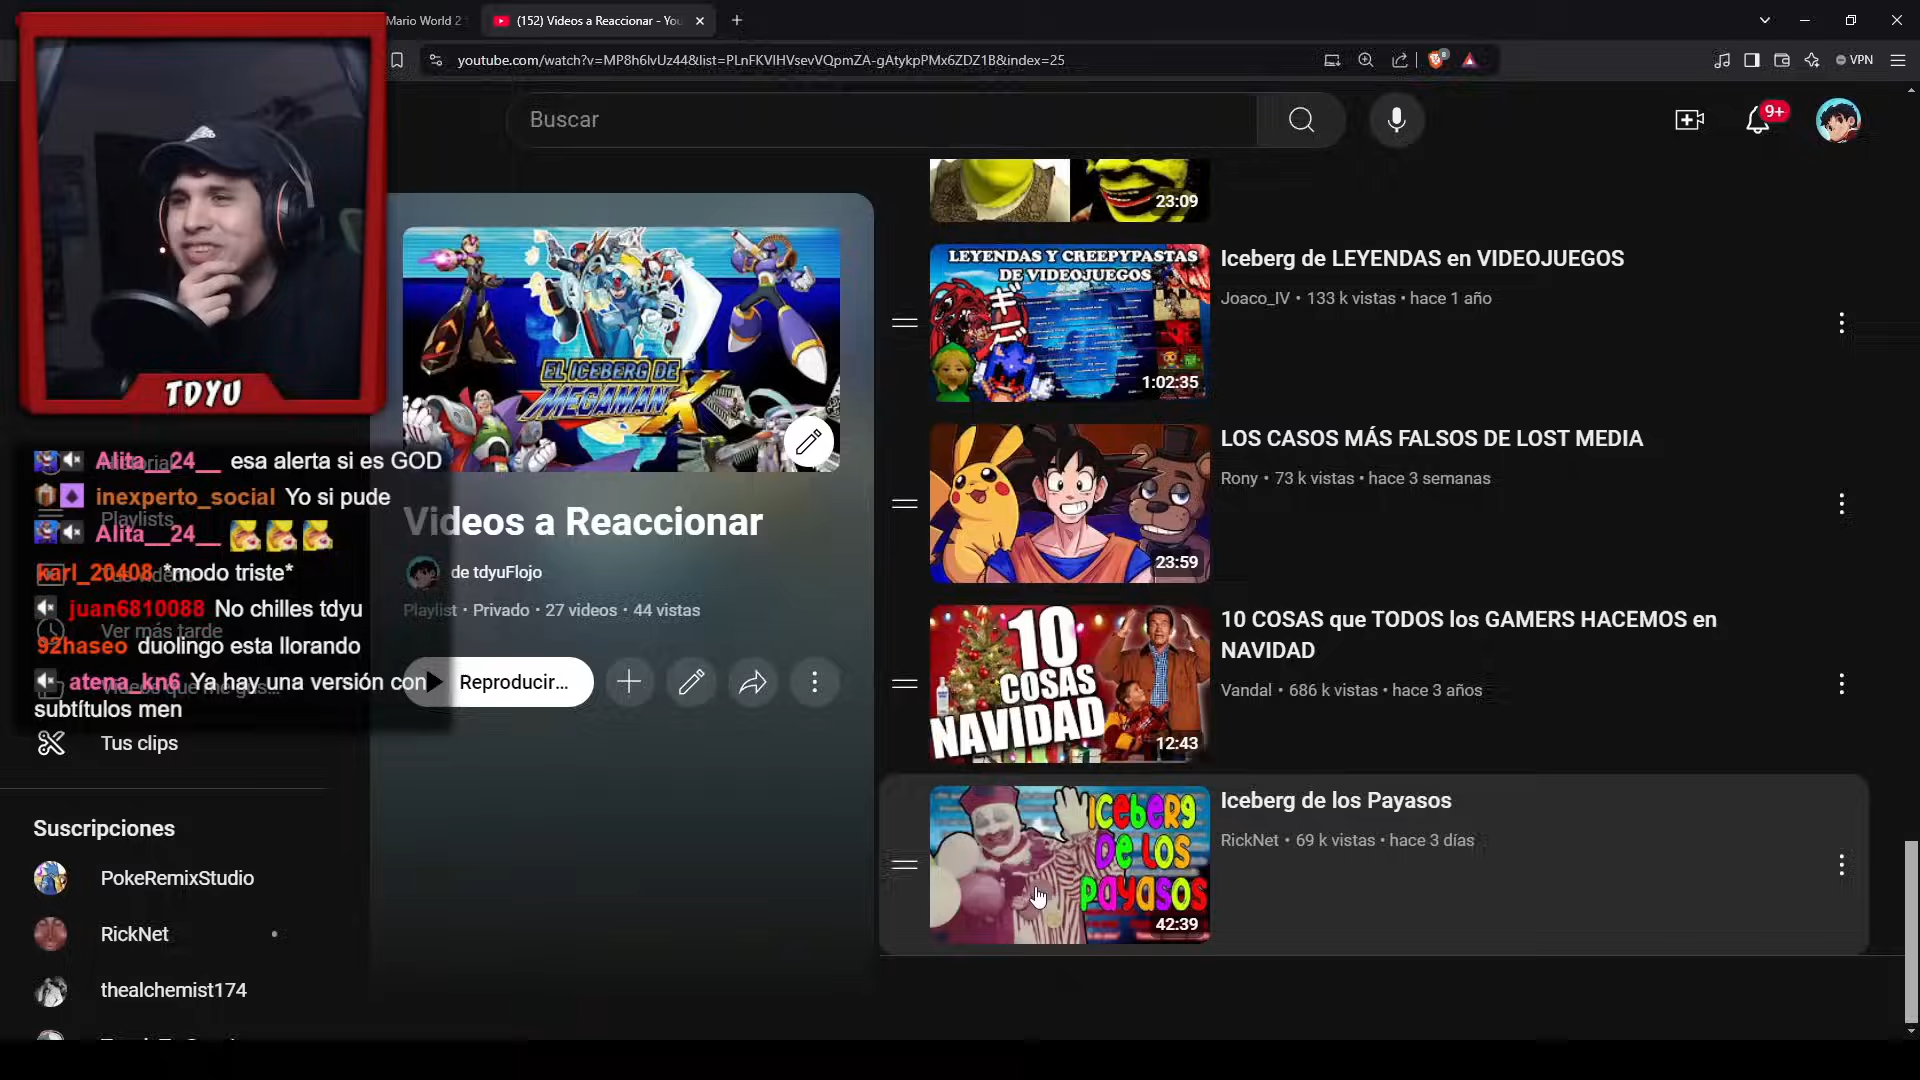 Mario World 2
(152) Videos a Reaccionar - You
youtube.com/watch?v=MP8h6lvUz44&list=PLnFKVIHVsevVQpmZA-gAtykpPMx6ZDZ1B&index=25
VPN
Buscar
9+
TDYU
Alita__24__ esa alerta si es GOD
inexperto_social Yo si pude
Playlists
Alita__24__
karl_20408 *modo triste*
juan6810088 No chilles tdyu
Ver más tarde
92haseo duolingo esta llorando
atena_kn6 Ya hay una versión con
subtítulos men
Tus clips
Suscripciones
PokeRemixStudio
RickNet
thealchemist174
EL ICEBERG DE
MEGAMAN X
Videos a Reaccionar
de tdyuFlojo
Playlist • Privado • 27 videos • 44 vistas
Reproducir...
23:09
LEYENDAS Y CREEPYPASTAS
DE VIDEOJUEGOS
1:02:35
Iceberg de LEYENDAS en VIDEOJUEGOS
Joaco_IV • 133 k vistas • hace 1 año
23:59
LOS CASOS MÁS FALSOS DE LOST MEDIA
Rony • 73 k vistas • hace 3 semanas
10
COSAS
NAVIDAD
12:43
10 COSAS que TODOS los GAMERS HACEMOS en
NAVIDAD
Vandal • 686 k vistas • hace 3 años
ICEBERG
DE LOS
PAYASOS
42:39
Iceberg de los Payasos
RickNet • 69 k vistas • hace 3 días